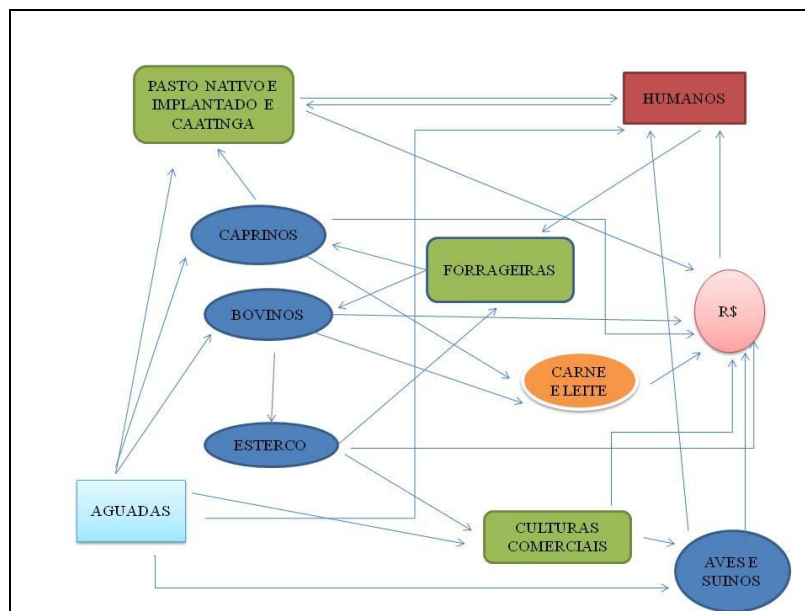 PASTO NATIVO E
IMPLANTADO E
CAATINGA
HUMANOS
CAPRINOS
FORRAGEIRAS
BOVINOS
R$
CARNE
E LEITE
ESTERCO
AGUADAS
CULTURAS
COMERCIAIS
AVES E
SUINOS